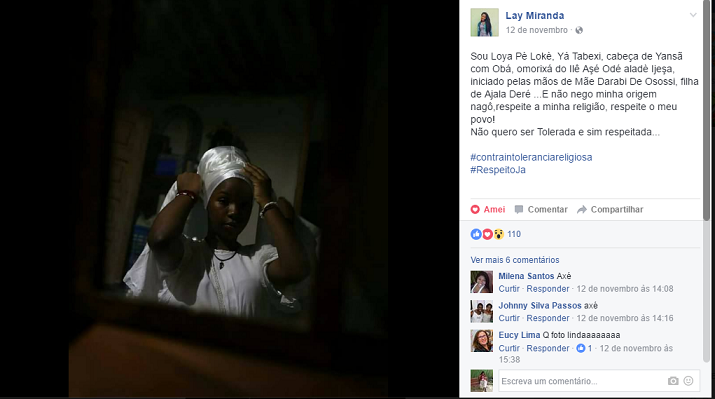 Lay Miranda
12 de novembro ·
Sou Loya Pè Lokè, Yá Tabexi, cabeça de Yansã
com Obá, omorixá do Ilê Aşé Odé aladé Ijeşa,
iniciado pelas mãos de Mãe Darabi De Osossi, filha
de Ajala Deré ...E não nego minha origem
nagô,respeite a minha religião, respeite o meu
povo!
Não quero ser Tolerada e sim respeitada...
#contraintoleranciareligiosa
#RespeitoJa
Amei Comentar Compartilhar
110
Ver mais 6 comentários
Milena Santos Axè
Curtir · Responder · 12 de novembro às 14:08
Johnny Silva Passos axè
Curtir · Responder · 12 de novembro às 14:16
Eucy Lima Q foto lindaaaaaaaa
Curtir · Responder · 1 · 12 de novembro às
15:38
Escreva um comentário...